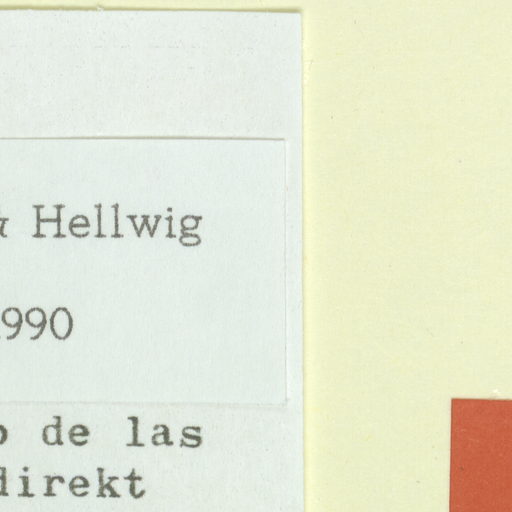 & Hellwig
990
de las
direkt